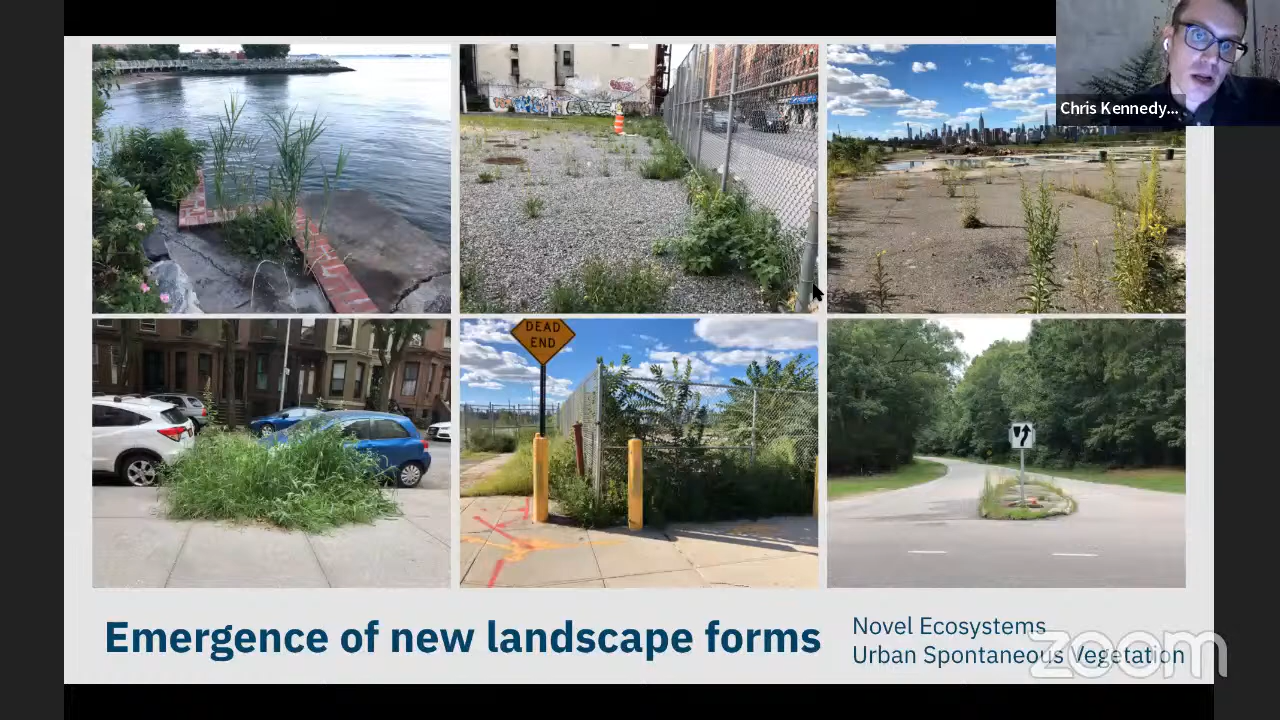 Chris Kennedy...
DEAD
END
Emergence of new landscape forms
Novel Ecosystems
Urban Spontaneous Vegetation
zoom